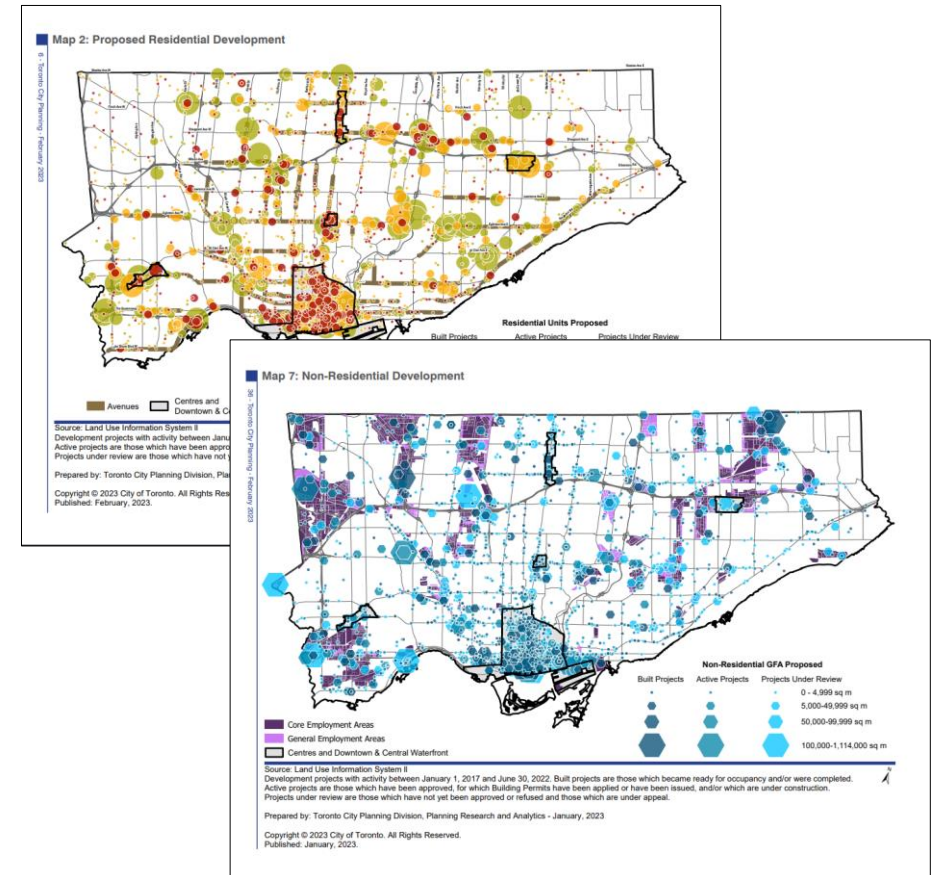 Map 2: Proposed Residential Development
6 - Toronto City Planning - February 2023
Residential Units Proposed
Built Projects Active Projects Projects Under Review
Avenues
Centres and
Downtown & C
Source: Land Use Information System II
Development projects with activity between Janu
Active projects are those which have been appro
Projects under review are those which have not y
Prepared by: Toronto City Planning Division, Pla
Copyright © 2023 City of Toronto. All Rights Res
Published: February, 2023.
Map 7: Non-Residential Development
36 - Toronto City Planning - February 2023
Non-Residential GFA Proposed
Built Projects Active Projects Projects Under Review
0 - 4,999 sq m
5,000-49,999 sq m
50,000-99,999 sq m
100,000-1,114,000 sq m
Core Employment Areas
General Employment Areas
Centres and Downtown & Central Waterfront
Source: Land Use Information System II
Development projects with activity between January 1, 2017 and June 30, 2022. Built projects are those which became ready for occupancy and/or were completed.
Active projects are those which have been approved, for which Building Permits have been applied or have been issued, and/or which are under construction.
Projects under review are those which have not yet been approved or refused and those which are under appeal.
Prepared by: Toronto City Planning Division, Planning Research and Analytics - January, 2023
Copyright © 2023 City of Toronto. All Rights Reserved.
Published: January, 2023.